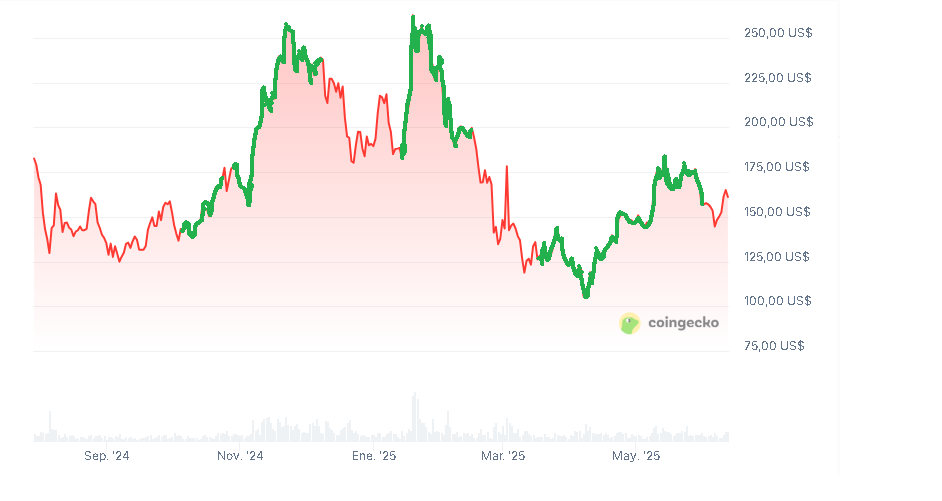 250,00 US$
225,00 US$
200,00 US$
175,00 US$
150,00 US$
125,00 US$
coingecko
100,00 US$
75,00 US$
Sep. '24 Nov. '24 Ene. '25 Mar. '25 May. '25